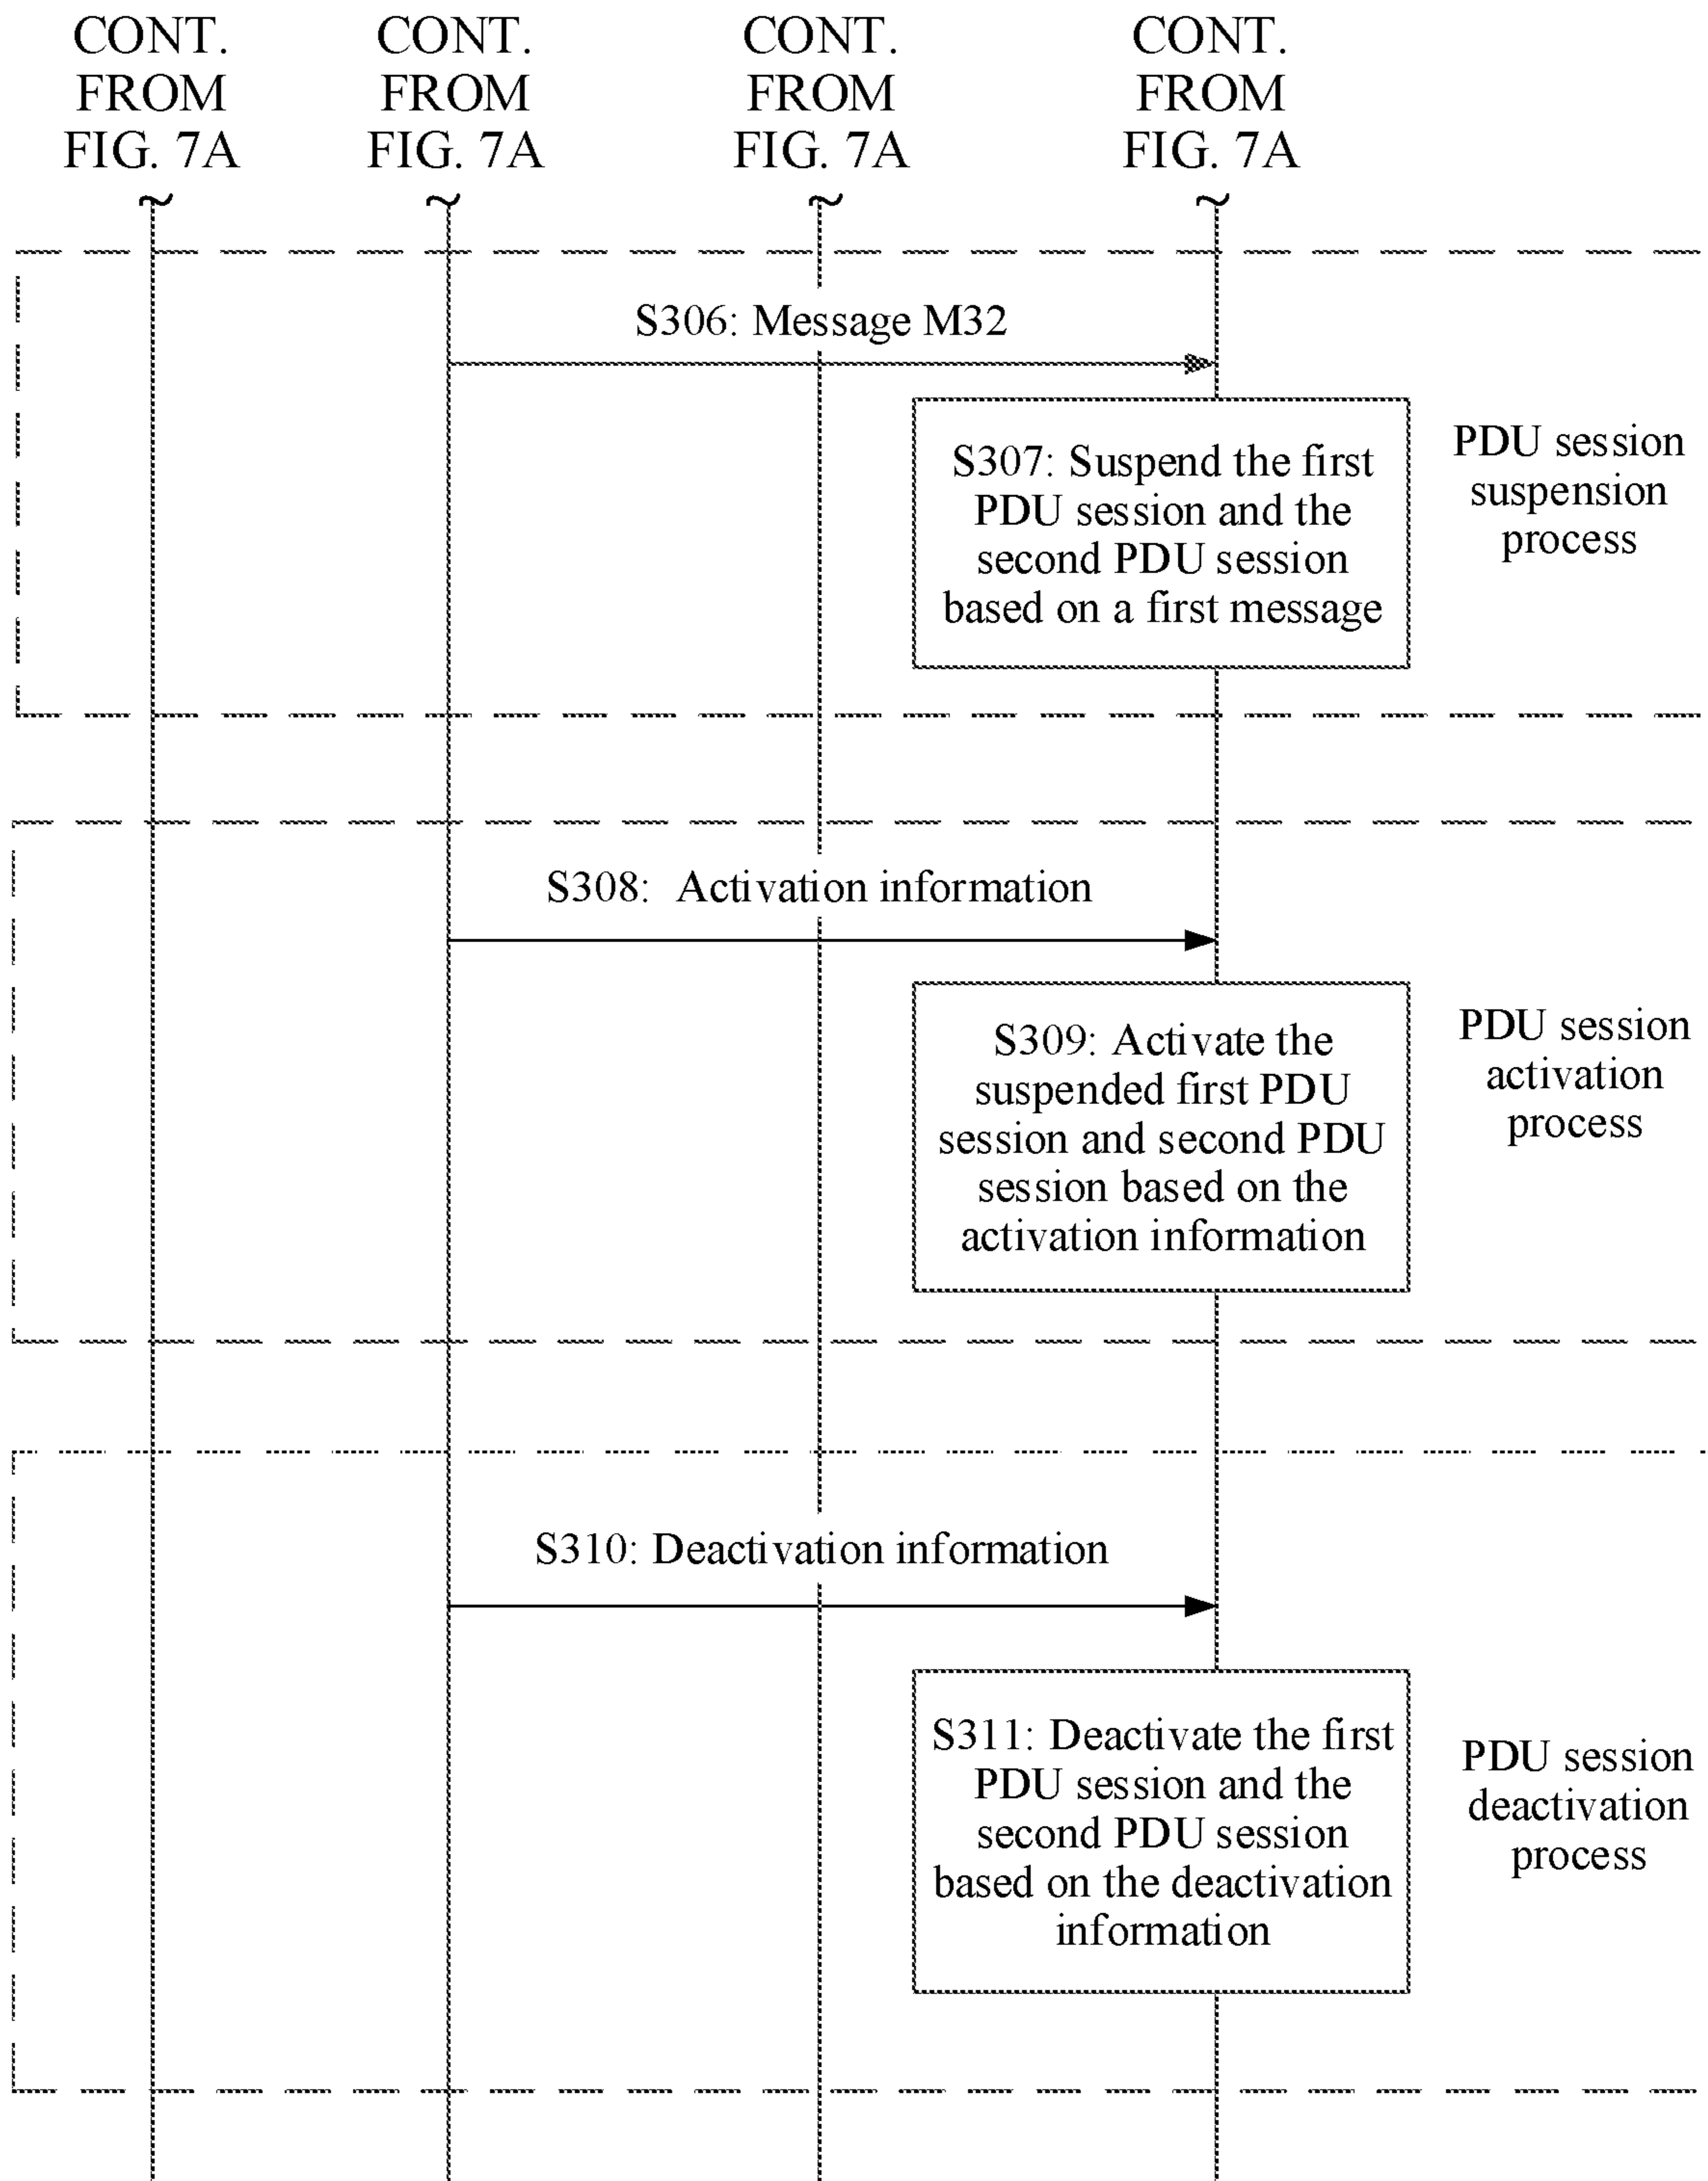 CONT.
FROM
FIG. 7A
CONT.
FROM
FIG. 7A
CONT.
FROM
FIG. 7A
CONT.
FROM
FIG. 7A
S306: Message M32
S307: Suspend the first
PDU session and the
second PDU session
based on a first message
PDU session
suspension
process
S308: Activation information
S309: Activate the
suspended first PDU
session and second PDU
session based on the
activation information
PDU session
activation
process
S310: Deactivation information
S311: Deactivate the first
PDU session and the
second PDU session
based on the deactivation
information
PDU session
deactivation
process